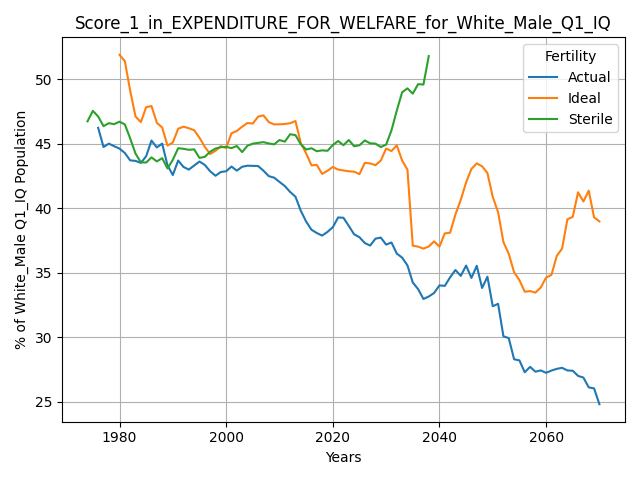 Score_1_in_EXPENDITURE_FOR_WELFARE_for_White_Male_Q1_IQ
Fertility
Actual
Ideal
Sterile
% of White_Male Q1_IQ Population
50
45
40
35
30
25
1980
2000
2020
2040
2060
Years